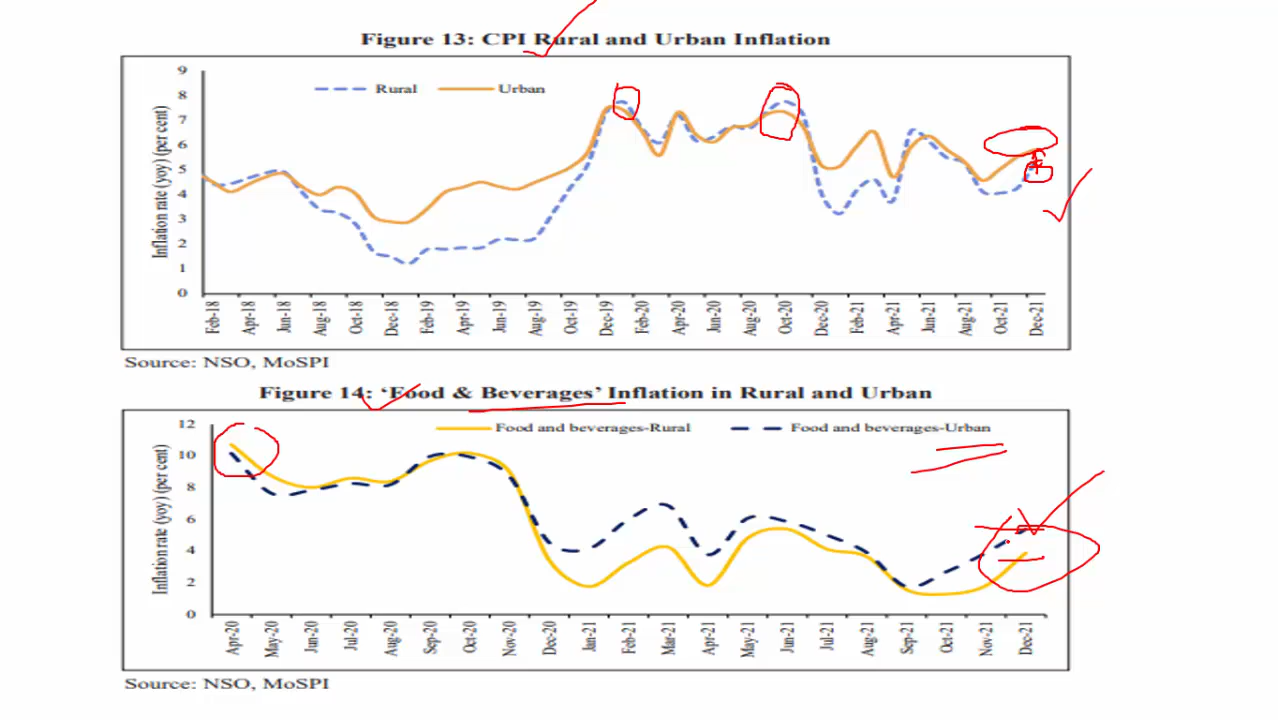 Figure 13: CPI Rural and Urban Inflation
Rural
Urban
Inflation rate (yoy) (per cent)
9
8
7
6
5
4
3
2
1
0
Feb-18 Apr-18 Jun-18 Aug-18 Oct-18 Dec-18 Feb-19 Apr-19 Jun-19 Aug-19 Oct-19 Dec-19 Feb-20 Apr-20 Jun-20 Aug-20 Oct-20 Dec-20 Feb-21 Apr-21 Jun-21 Aug-21 Oct-21 Dec-21
Source: NSO, MoSPI
Figure 14: ‘Food & Beverages’ Inflation in Rural and Urban
Food and beverages-Rural
Food and beverages-Urban
Inflation rate (yoy) (per cent)
12
10
8
6
4
2
0
Apr-20 May-20 Jun-20 Jul-20 Aug-20 Sep-20 Oct-20 Nov-20 Dec-20 Jan-21 Feb-21 Mar-21 Apr-21 May-21 Jun-21 Jul-21 Aug-21 Sep-21 Oct-21 Nov-21 Dec-21
Source: NSO, MoSPI